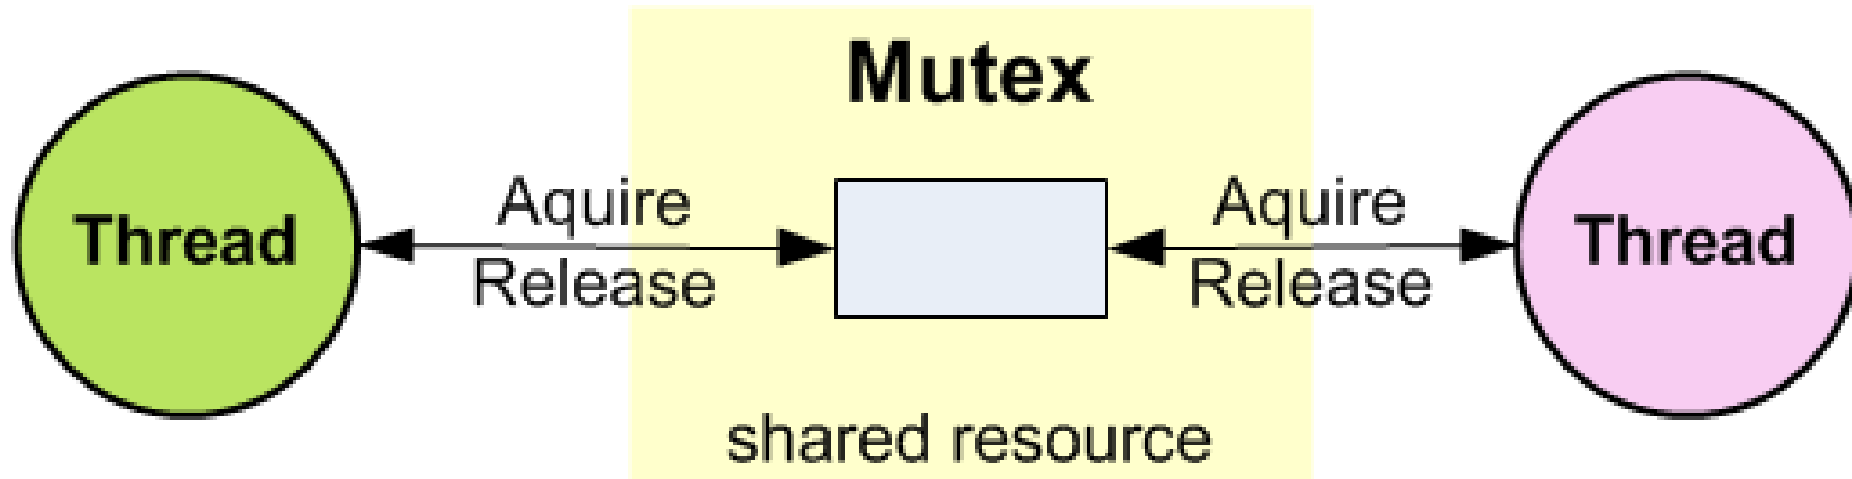 Mutex
Thread
Aquire
Release
Aquire
Release
Thread
shared resource